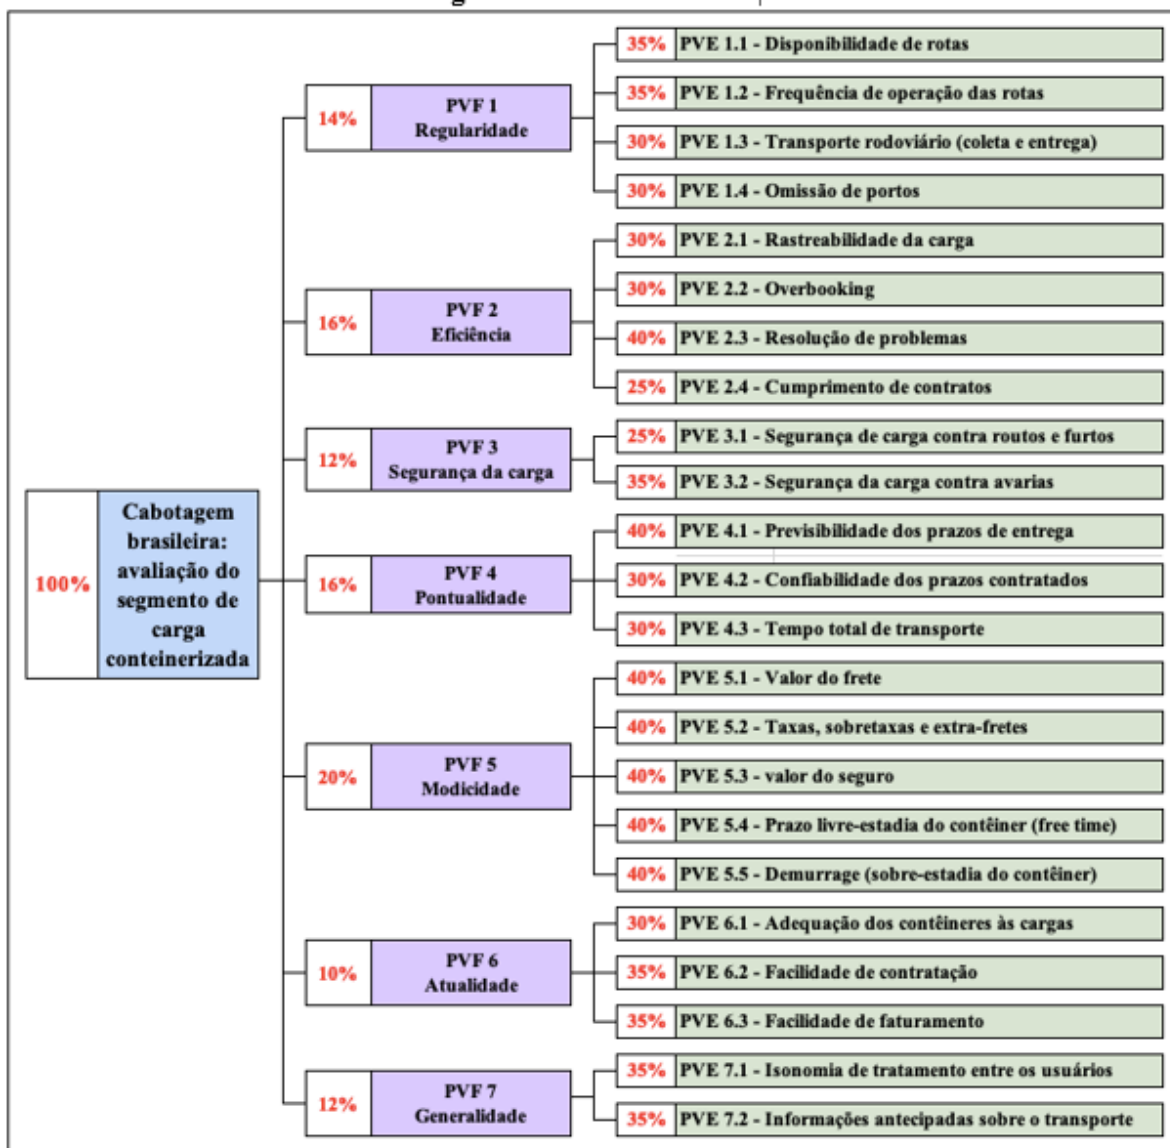 100%
Cabotagem
brasileira:
avaliação do
segmento de
carga
conteinerizada
14%
PVF 1
Regularidade
35% PVE 1.1 - Disponibilidade de rotas
35% PVE 1.2 - Frequência de operação das rotas
30% PVE 1.3 - Transporte rodoviário (coleta e entrega)
30% PVE 1.4 - Omissão de portos
16%
PVF 2
Eficiência
30% PVE 2.1 - Rastreabilidade da carga
30% PVE 2.2 - Overbooking
40% PVE 2.3 - Resolução de problemas
25% PVE 2.4 - Cumprimento de contratos
12%
PVF 3
Segurança da carga
25% PVE 3.1 - Segurança de carga contra routos e furtos
35% PVE 3.2 - Segurança da carga contra avarias
16%
PVF 4
Pontualidade
40% PVE 4.1 - Previsibilidade dos prazos de entrega
30% PVE 4.2 - Confiabilidade dos prazos contratados
30% PVE 4.3 - Tempo total de transporte
20%
PVF 5
Modicidade
40% PVE 5.1 - Valor do frete
40% PVE 5.2 - Taxas, sobretaxas e extra-fretes
40% PVE 5.3 - valor do seguro
40% PVE 5.4 - Prazo livre-estadia do contêiner (free time)
40% PVE 5.5 - Demurrage (sobre-estadia do contêiner)
10%
PVF 6
Atualidade
30% PVE 6.1 - Adequação dos contêineres às cargas
35% PVE 6.2 - Facilidade de contratação
35% PVE 6.3 - Facilidade de faturamento
12%
PVF 7
Generalidade
35% PVE 7.1 - Isonomia de tratamento entre os usuários
35% PVE 7.2 - Informações antecipadas sobre o transporte